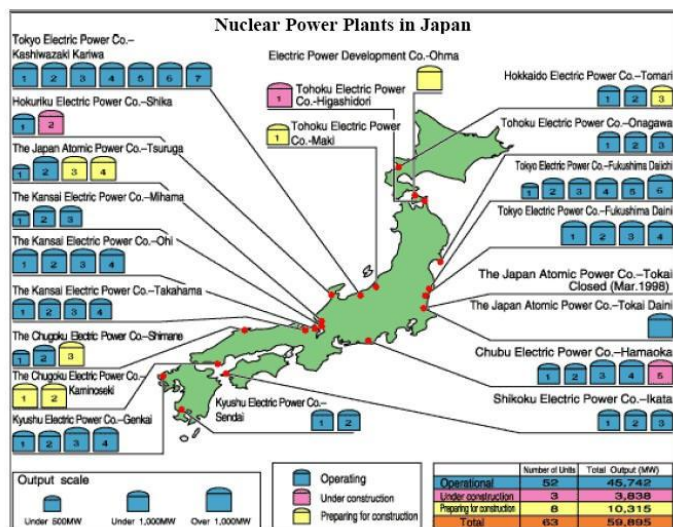 Nuclear Power Plants in Japan
Tokyo Electric Power Co.–
Kashiwazaki Kariwa
1 2 3 4 5 6 7
Hokuriku Electric Power Co.–Shika
1 2
The Japan Atomic Power Co.–Tsuruga
1 2 3 4
The Kansai Electric Power Co.–Mihama
1 2 3
The Kansai Electric Power Co.–Ohi
1 2 3 4
The Kansai Electric Power Co.–Takahama
1 2 3 4
The Chugoku Electric Power Co.–Shimane
1 2 3
The Chugoku Electric Power Co.–
Kaminoseki
1 2
Kyushu Electric Power Co.–Genkai
1 2 3 4
Electric Power Development Co.–Ohma
Tohoku Electric Power
Co.–Higashidori
1
Tohoku Electric Power
Co.–Maki
1
Kyushu Electric Power Co.–
Sendai
1 2
Hokkaido Electric Power Co.–Tomari
1 2 3
Tohoku Electric Power Co.–Onagawa
1 2 3
Tokyo Electric Power Co.–Fukushima Daiichi
1 2 3 4 5 6
Tokyo Electric Power Co.–Fukushima Daini
1 2 3 4
The Japan Atomic Power Co.–Tokai
Closed (Mar.1998)
The Japan Atomic Power Co.–Tokai Daini
Chubu Electric Power Co.–Hamaoka
1 2 3 4 5
Shikoku Electric Power Co.–Ikata
1 2 3
Output scale
Under 500MW Under 1,000MW Over 1,000MW
Operating
Under construction
Preparing for construction
Number of Units Total Output (MW)
Operational 52 45,742
Under construction 3 3,838
Preparing for construction 8 10,315
Total 63 59,895